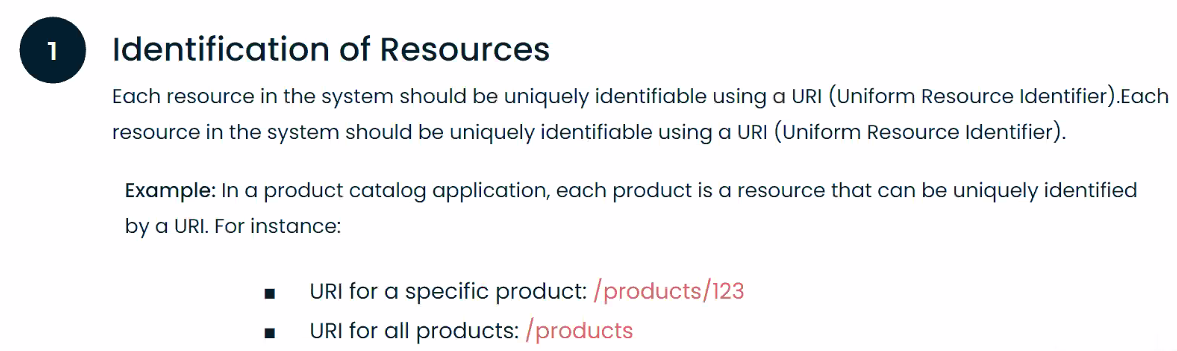 1
Identification of Resources
Each resource in the system should be uniquely identifiable using a URI (Uniform Resource Identifier).Each
resource in the system should be uniquely identifiable using a URI (Uniform Resource Identifier).
Example: In a product catalog application, each product is a resource that can be uniquely identified
by a URI. For instance:
▪ URI for a specific product: /products/123
▪ URI for all products: /products